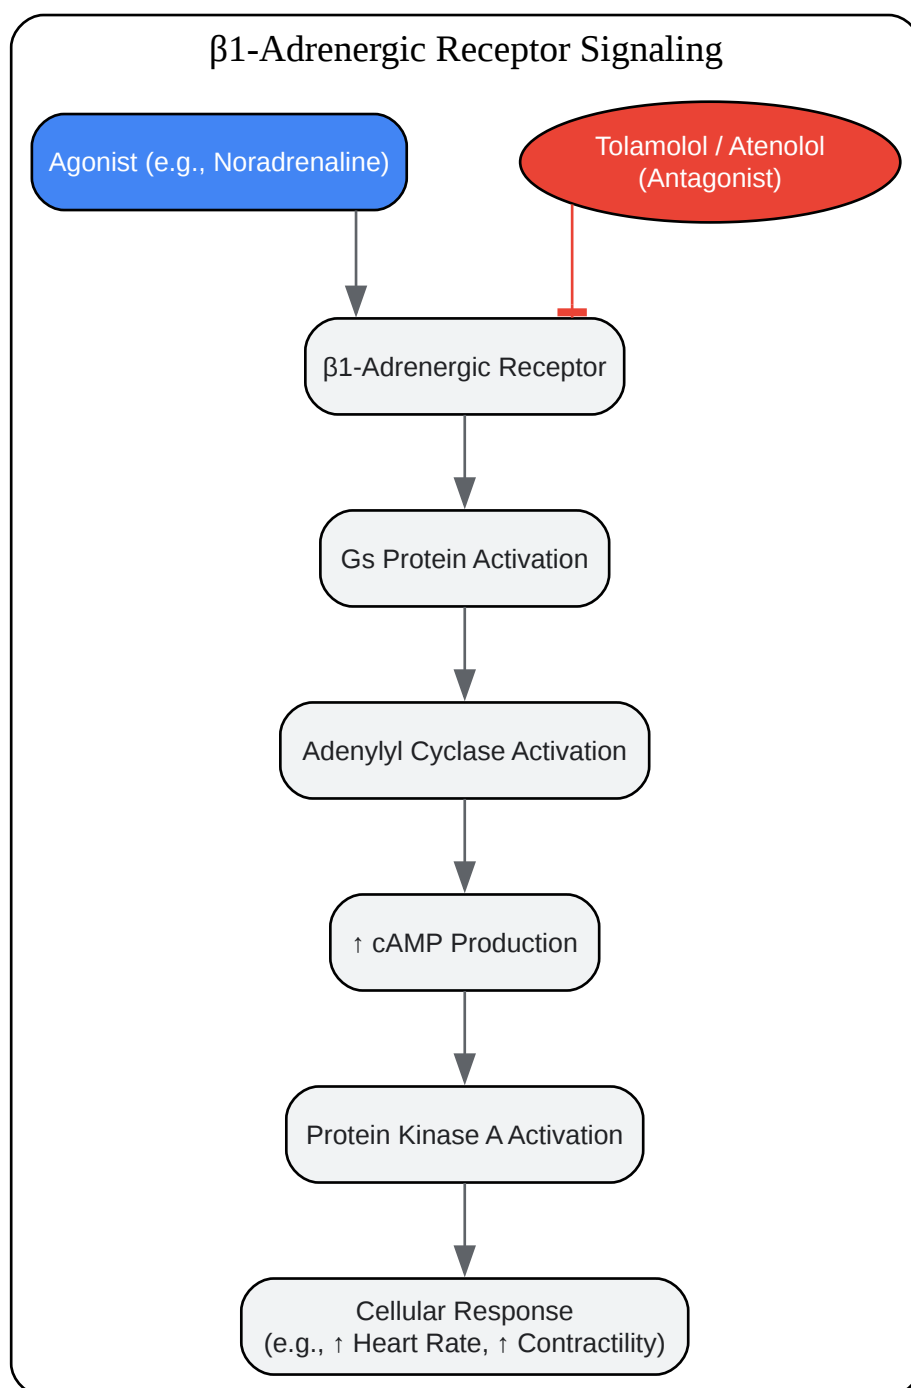 β1-Adrenergic Receptor Signaling
Agonist (e.g., Noradrenaline)
Tolamolol / Atenolol
(Antagonist)
β1-Adrenergic Receptor
Gs Protein Activation
Adenylyl Cyclase Activation
↑ cAMP Production
Protein Kinase A Activation
Cellular Response
(e.g., ↑ Heart Rate, ↑ Contractility)